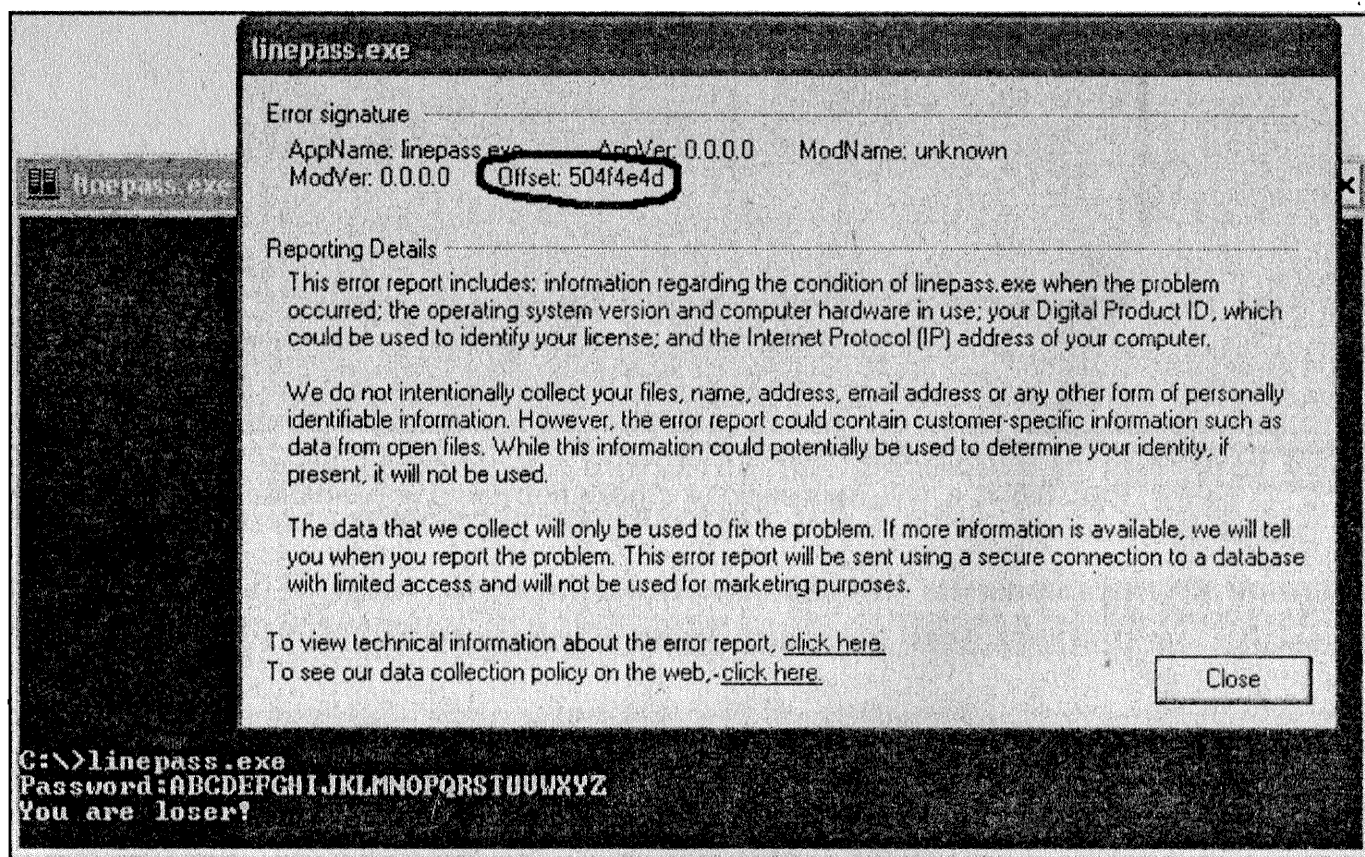 linepass.exe
Error signature
AppName: linepass.exe AppVer: 0.0.0.0 ModName: unknown
ModVer: 0.0.0.0 Offset: 504f4e4d
linepass.exe
Reporting Details
This error report includes: information regarding the condition of linepass.exe when the problem
occurred; the operating system version and computer hardware in use; your Digital Product ID, which
could be used to identify your license; and the Internet Protocol (IP) address of your computer.
We do not intentionally collect your files, name, address, email address or any other form of personally
identifiable information. However, the error report could contain customer-specific information such as
data from open files. While this information could potentially be used to determine your identity, if
present, it will not be used.
The data that we collect will only be used to fix the problem. If more information is available, we will tell
you when you report the problem. This error report will be sent using a secure connection to a database
with limited access and will not be used for marketing purposes.
To view technical information about the error report, click here.
To see our data collection policy on the web, click here.
Close
C:\>linepass.exe
Password:ABCDEFGHIJKLMNOPQRSTUVWXYZ
You are loser!